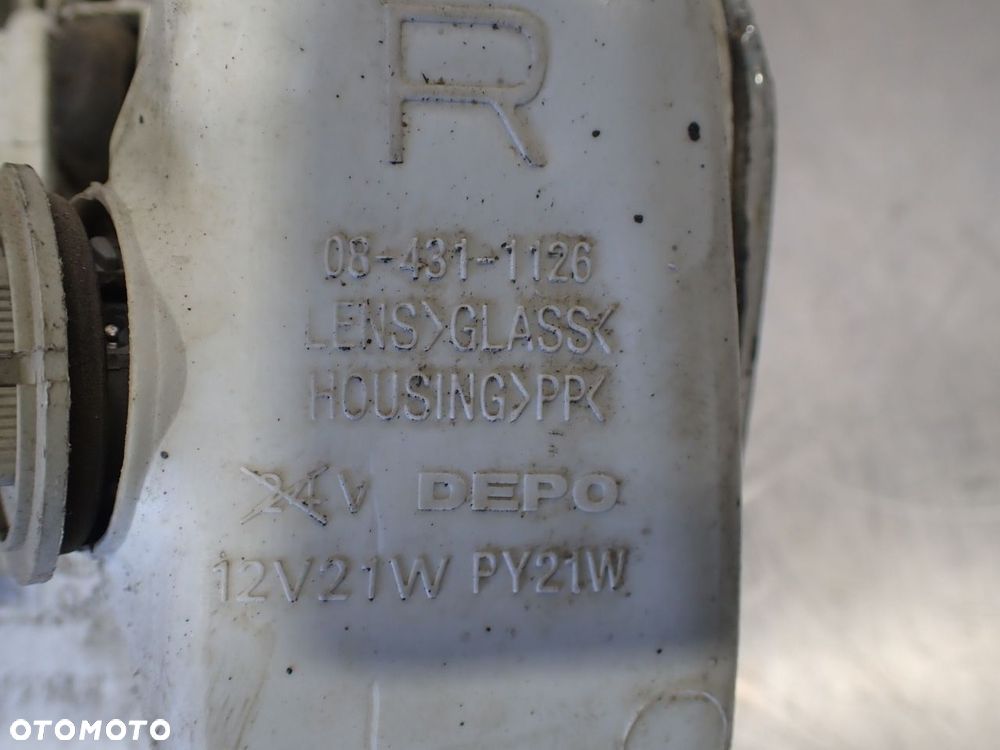 R
08-431-1126
LENS>GLASS<
HOUSING>PP<
24V DEPO
12V21W PY21W
OTOMOTO